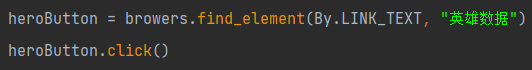 heroButton = browers.find_element(By.LINK_TEXT, "英雄数据")
heroButton.click()